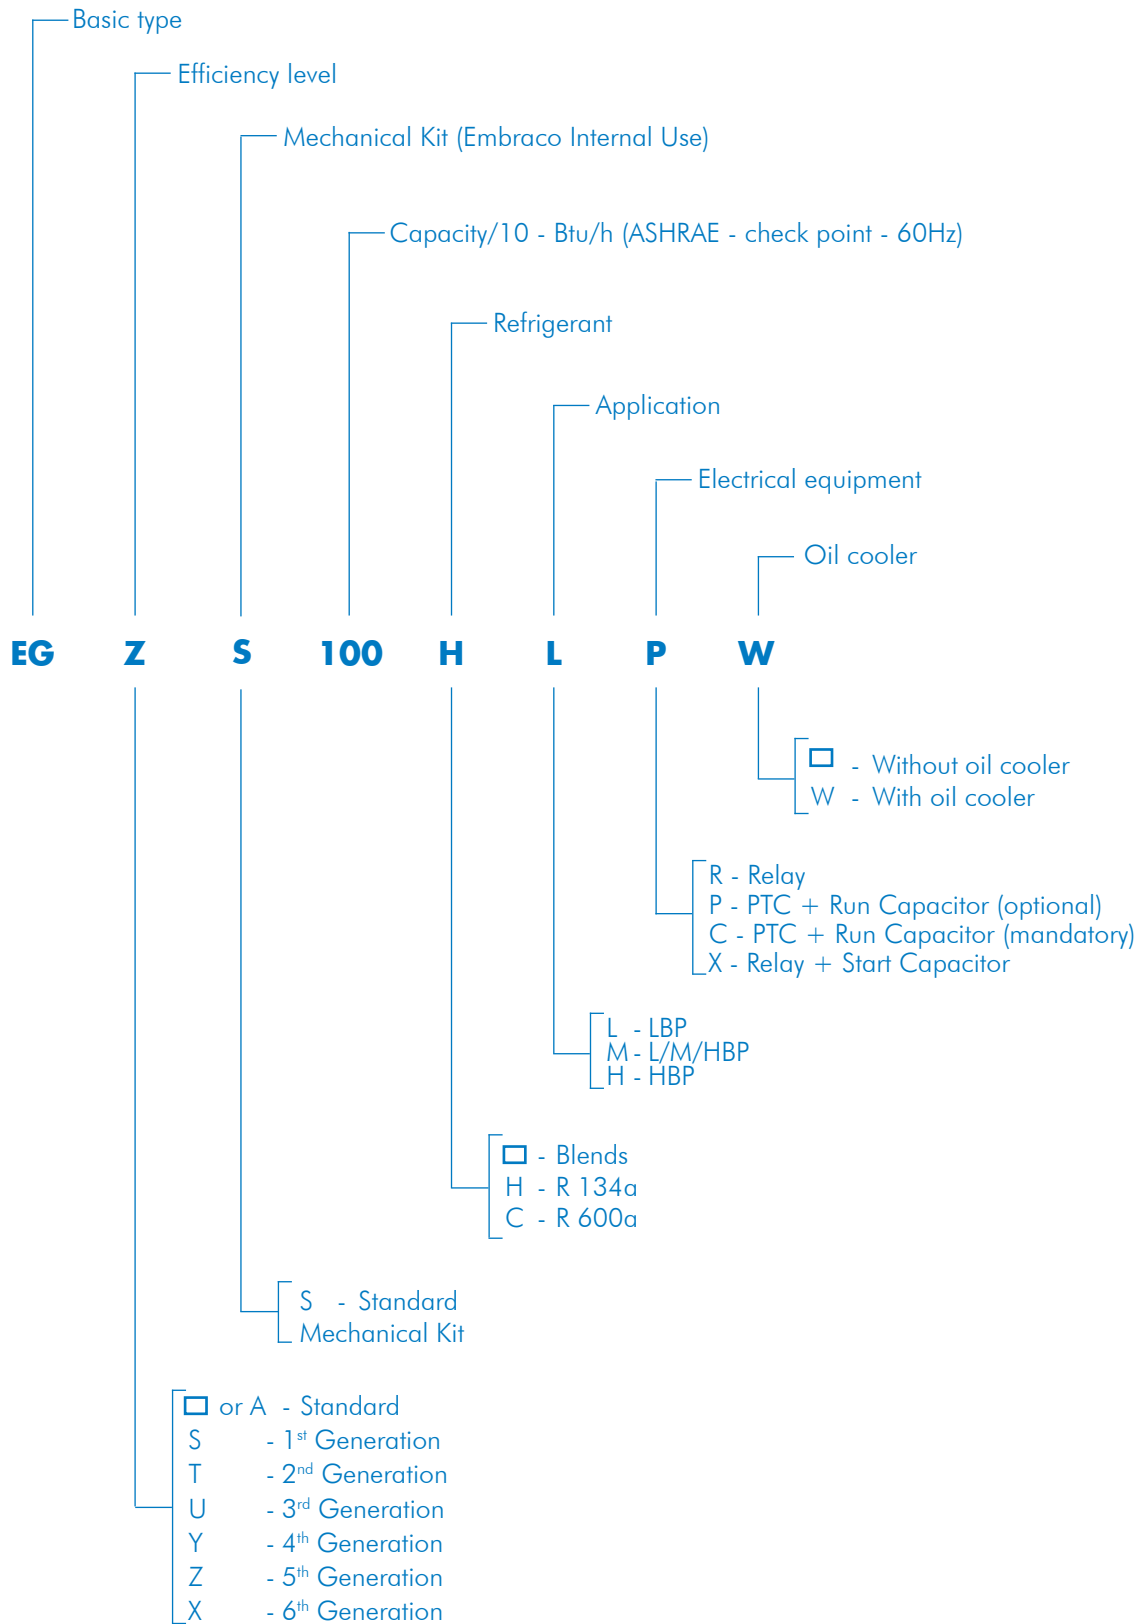 Basic type
Efficiency level
Mechanical Kit (Embraco Internal Use)
Capacity/10 - Btu/h (ASHRAE - check point - 60Hz)
Refrigerant
Application
Electrical equipment
Oil cooler
EG Z S 100 H L P W
□ - Without oil cooler
W - With oil cooler
R - Relay
P - PTC + Run Capacitor (optional)
C - PTC + Run Capacitor (mandatory)
X - Relay + Start Capacitor
L - LBP
M - L/M/HBP
H - HBP
□ - Blends
H - R 134a
C - R 600a
S - Standard
Mechanical Kit
□ or A - Standard
S - 1st Generation
T - 2nd Generation
U - 3rd Generation
Y - 4th Generation
Z - 5th Generation
X - 6th Generation